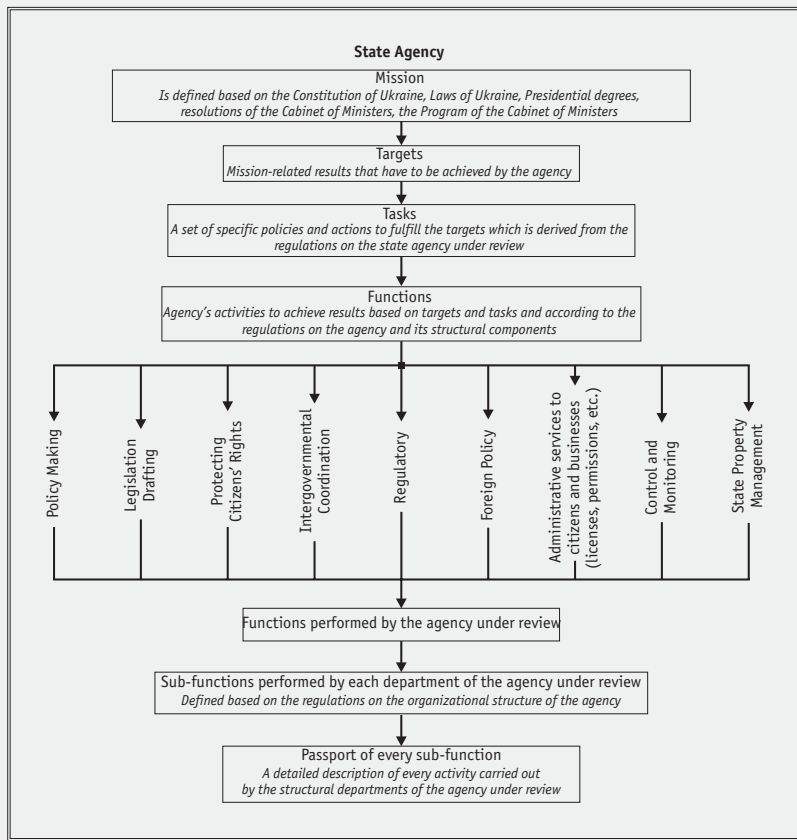 State Agency
Mission
Is defined based on the Constitution of Ukraine, Laws of Ukraine, Presidential degrees,
resolutions of the Cabinet of Ministers, the Program of the Cabinet of Ministers
Targets
Mission-related results that have to be achieved by the agency
Tasks
A set of specific policies and actions to fulfill the targets which is derived from the
regulations on the state agency under review
Functions
Agency's activities to achieve results based on targets and tasks and according to the
regulations on the agency and its structural components
Policy Making
Legislation
Drafting
Protecting
Citizens' Rights
Intergovernmental
Coordination
Regulatory
Foreign Policy
Administrative services to
citizens and businesses
(licenses, permissions, etc.)
Control and
Monitoring
State Property
Management
Functions performed by the agency under review
Sub-functions performed by each department of the agency under review
Defined based on the regulations on the organizational structure of the agency
Passport of every sub-function
A detailed description of every activity carried out
by the structural departments of the agency under review